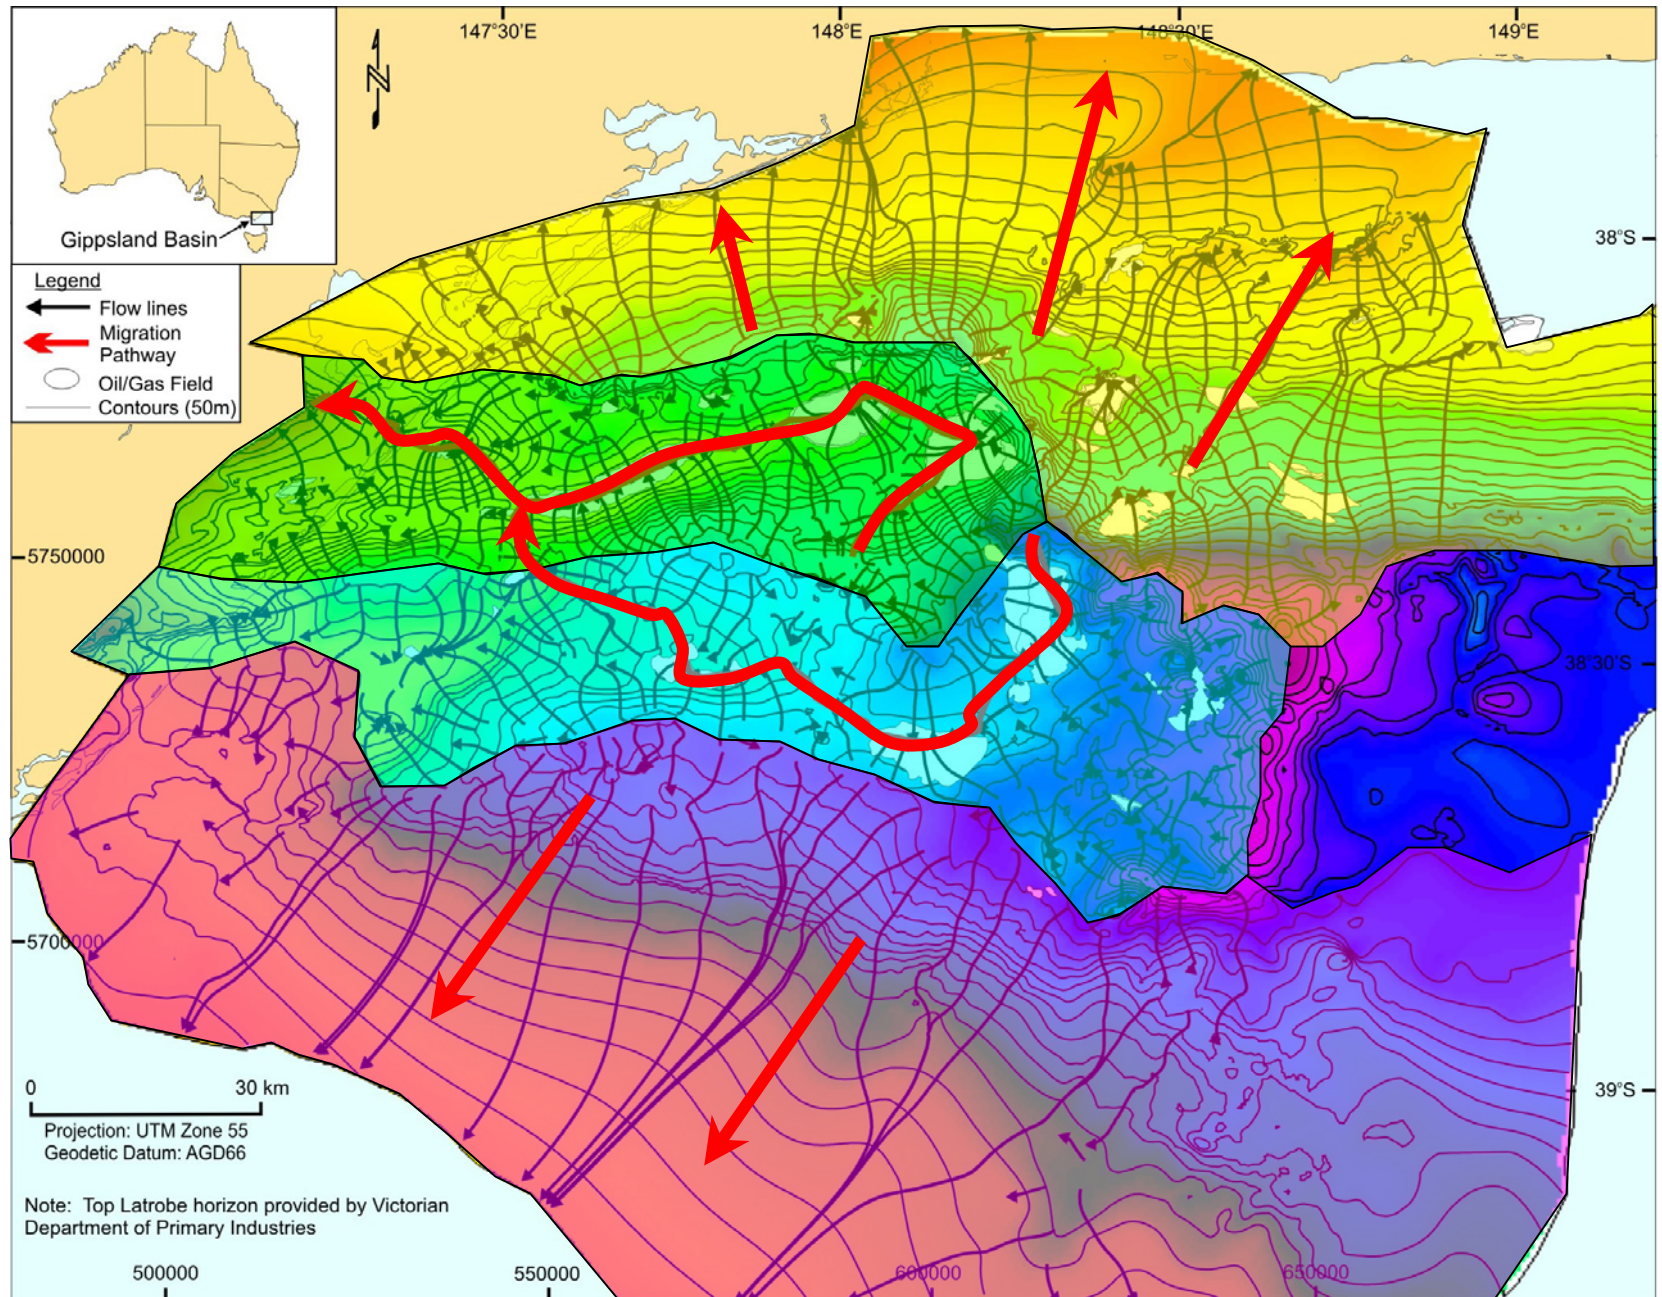 147°30'E
148°E
148°30'E
149°E
N
Gippsland Basin
38°S
Legend
Flow lines
Migration
Pathway
Oil/Gas Field
Contours (50m)
5750000
38°30'S
5700000
0
30 km
39°S
Projection: UTM Zone 55
Geodetic Datum: AGD66
Note: Top Latrobe horizon provided by Victorian
Department of Primary Industries
500000
550000
600000
650000